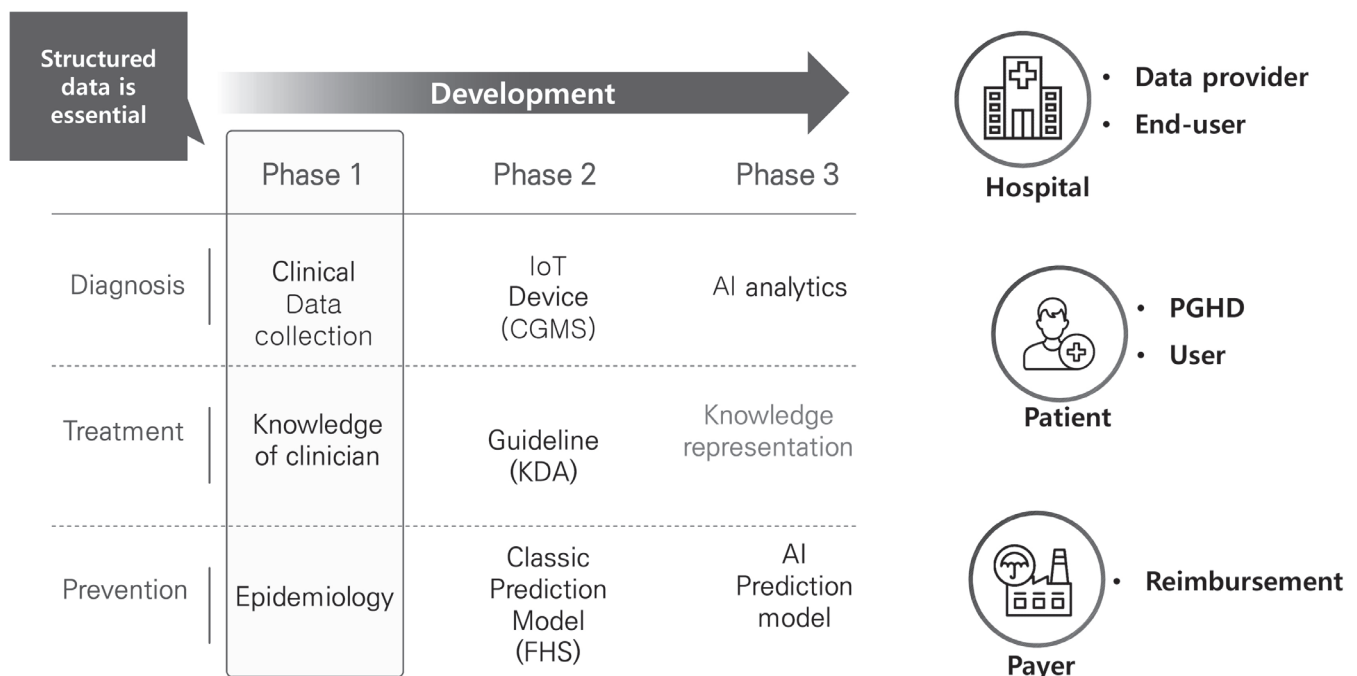 Structured
data is
essential
Development
Phase 1
Phase 2
Phase 3
Diagnosis
Clinical
Data
collection
IoT
Device
(CGMS)
AI analytics
Treatment
Knowledge
of clinician
Guideline
(KDA)
Knowledge
representation
Prevention
Epidemiology
Classic
Prediction
Model
(FHS)
AI
Prediction
model
• Data provider
• End-user
Hospital
• PGHD
• User
Patient
• Reimbursement
Payer